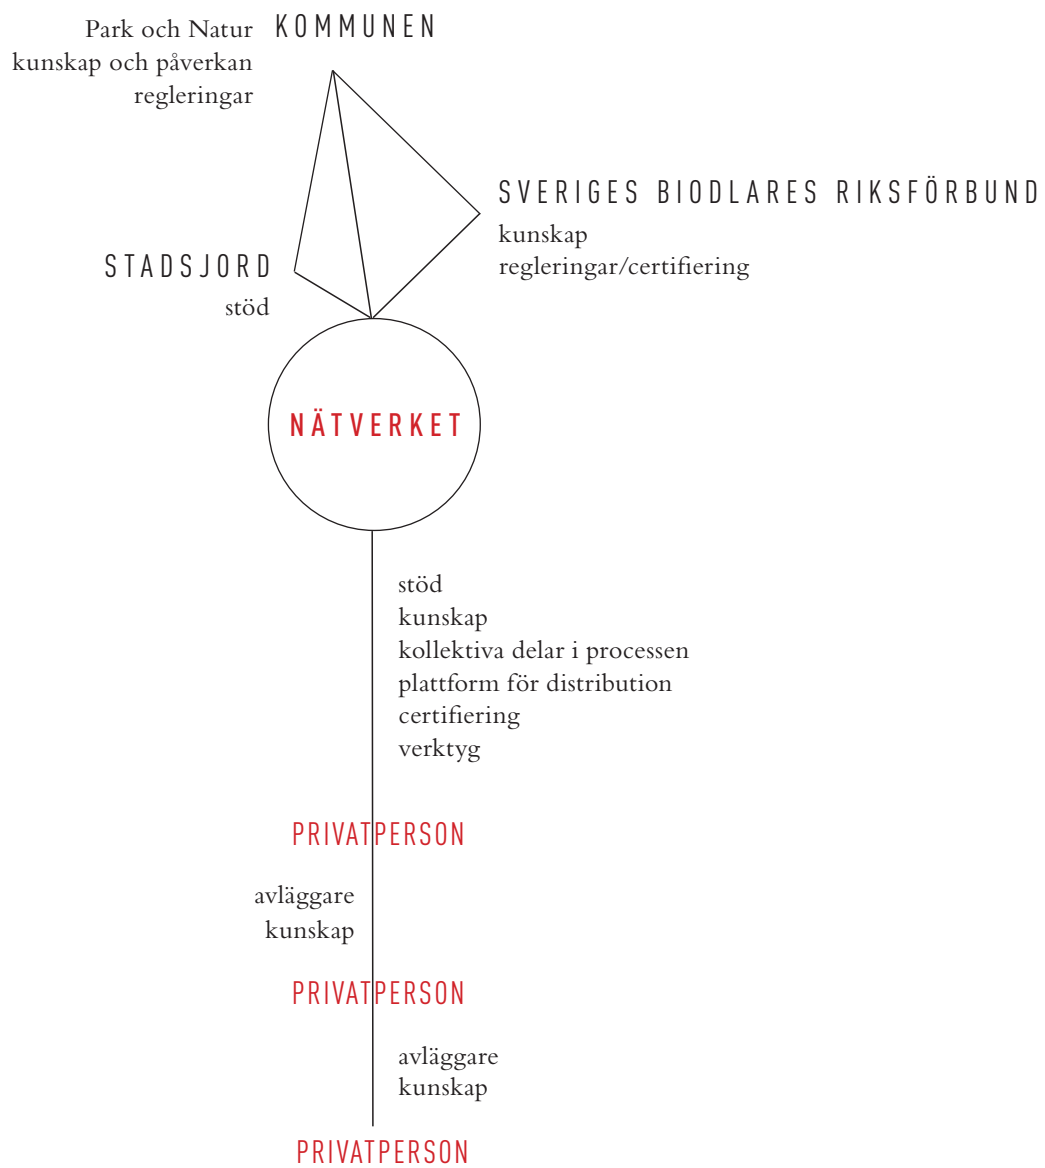 KOMMUNEN
Park och Natur
kunskap och påverkan
regleringar
SVERIGES BIODLARES RIKSFÖRBUND
kunskap
regleringar/certifiering
STADSJORD
stöd
NÄTVERKET
stöd
kunskap
kollektiva delar i processen
plattform för distribution
certifiering
verktyg
PRIVATPERSON
avläggare
kunskap
PRIVATPERSON
avläggare
kunskap
PRIVATPERSON